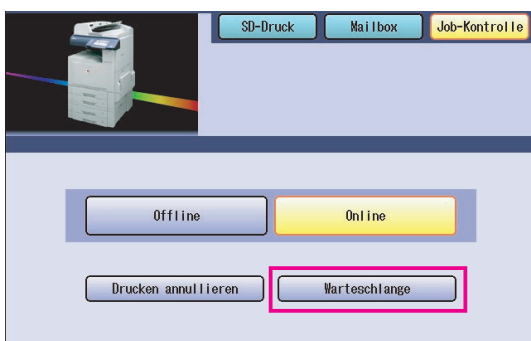 SD-Druck Mailbox Job-Kontrolle
Offline Online
Drucken annullieren Warteschlange